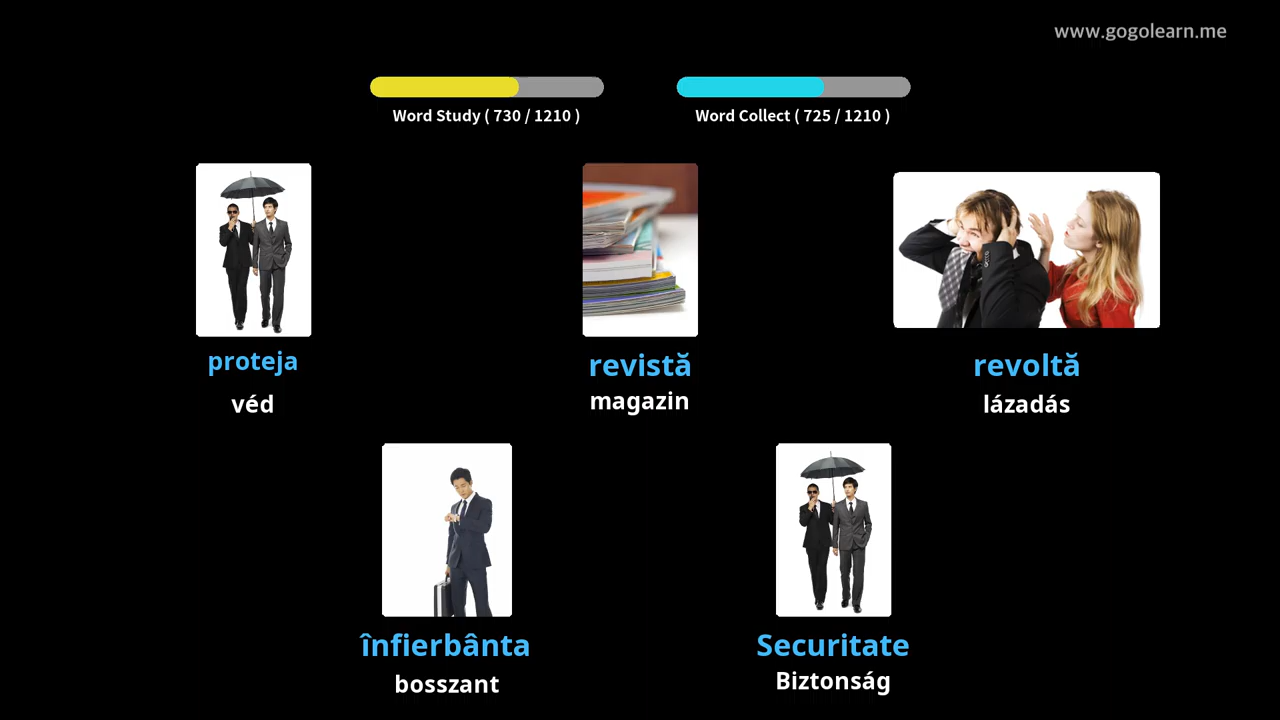 www.gogolearn.me
Word Study ( 730 / 1210 )
Word Collect ( 725 / 1210 )
proteja
véd
revistă
magazin
revoltă
lázadás
înfierbânta
bosszant
Securitate
Biztonság